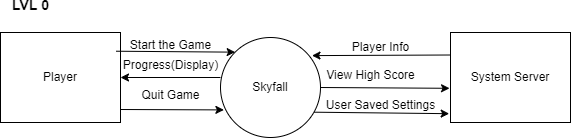 LVL 0
Start the Game
Player Info
Progress(Display)
Player
Skyfall
View High Score
System Server
Quit Game
User Saved Settings